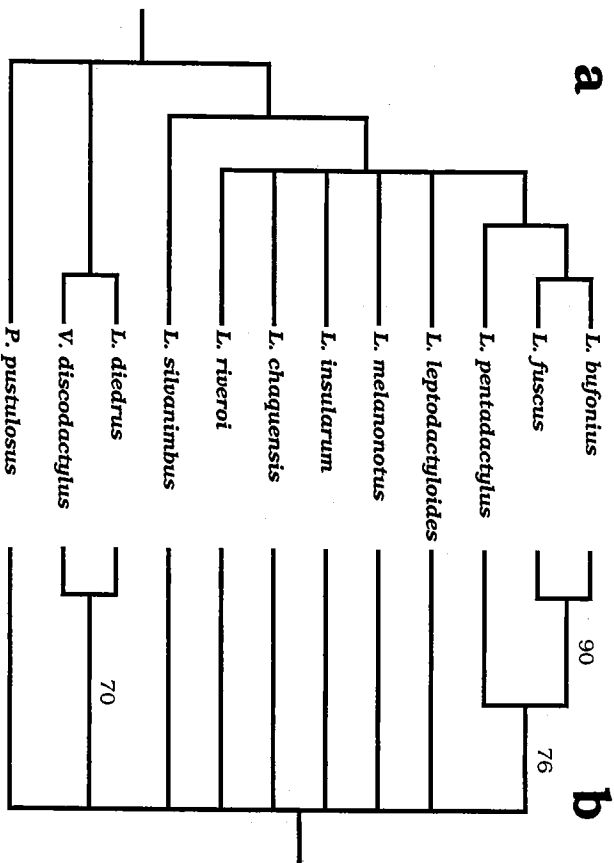 a
L. bufonius
L. fuscus
L. pentadactylus
L. leptodactyloides
L. melanonotus
L. insularum
L. chaquensis
L. riveroi
L. silvanimbus
L. diedrus
V. discodactylus
P. pustulosus
90
76
70
b